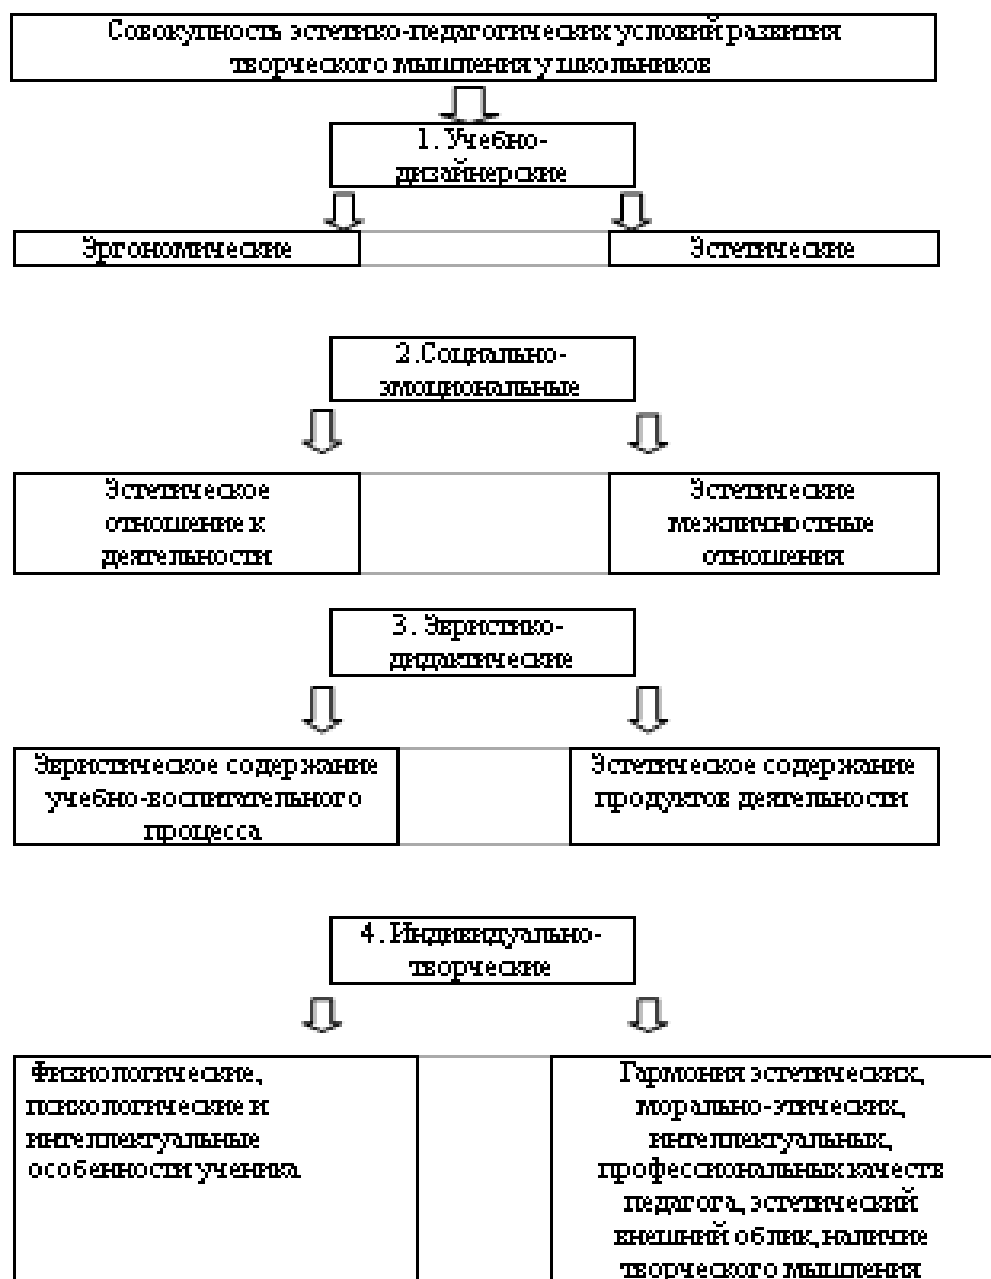 Совокупность эстетико-педагогических условий развития
творческого мышления у школьников
1. Учебно-
дизайнерские
Эргономические
Эстетические
2.Социально-
эмоциональные
Эстетическое
отношение к
деятельности
Эстетические
межличностные
отношения
3. Эвристико-
дидактические
Эвристическое содержание
учебно-воспитательного
процесса
Эстетическое содержание
продуктов деятельности
4. Индивидуально-
творческие
Физиологические,
психологические и
интеллектуальные
особенности ученика
Гармония эстетических,
морально-этических,
интеллектуальных,
профессиональных качеств
педагога, эстетический
внешний облик, наличие
творческого мышления